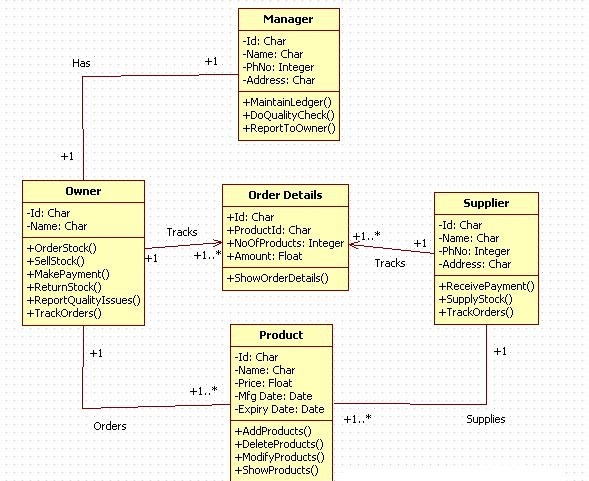 Manager
-Id: Char
-Name: Char
-PhNo: Integer
-Address: Char
+MaintainLedger()
+DoQualityCheck()
+ReportToOwner()
Has
+1
+1
Owner
-Id: Char
-Name: Char
+OrderStock()
+SellStock()
+MakePayment()
+ReturnStock()
+ReportQualityIssues()
+TrackOrders()
Tracks
+1
+1..*
Order Details
+Id: Char
+ProductId: Char
+NoOfProducts: Integer
+Amount: Float
+ShowOrderDetails()
+1..*
+1
Tracks
Supplier
-Id: Char
-Name: Char
-PhNo: Integer
-Address: Char
+ReceivePayment()
+SupplyStock()
+TrackOrders()
+1
+1..*
Orders
Product
-Id: Char
-Name: Char
-Price: Float
-Mfg Date: Date
-Expiry Date: Date
+AddProducts()
+DeleteProducts()
+ModifyProducts()
+ShowProducts()
+1
+1..*
Supplies